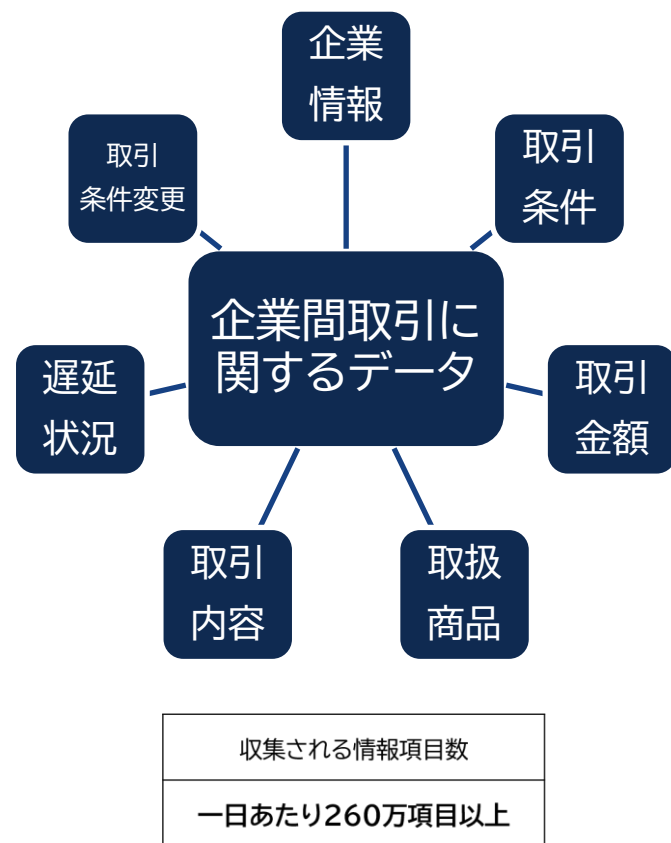 企業
情報
取引
条件変更
取引
条件
企業間取引に
関するデータ
遅延
状況
取引
金額
取引
内容
取扱
商品
収集される情報項目数
一日あたり260万項目以上